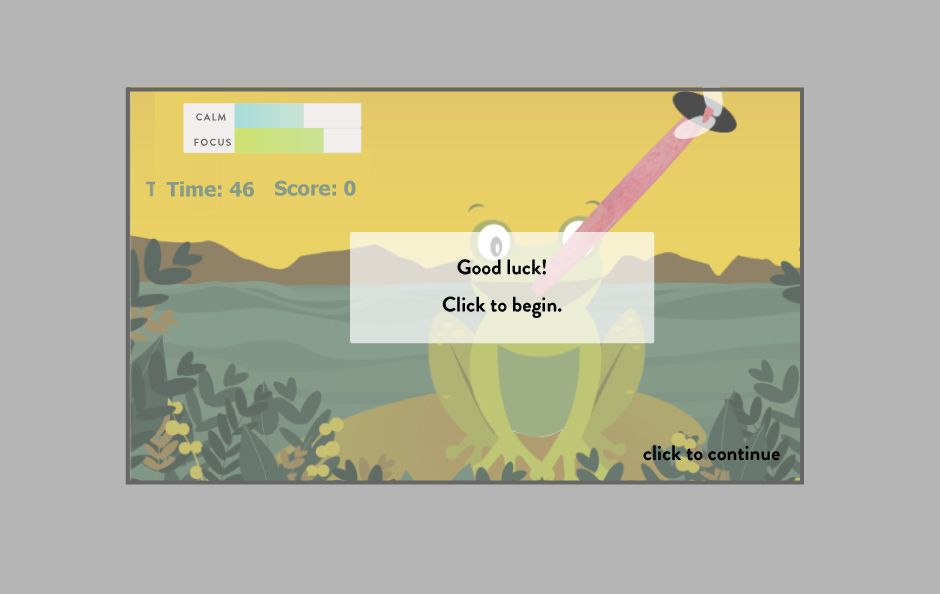 CALM
FOCUS
T Time: 46 Score: 0
Good luck!
Click to begin.
click to continue